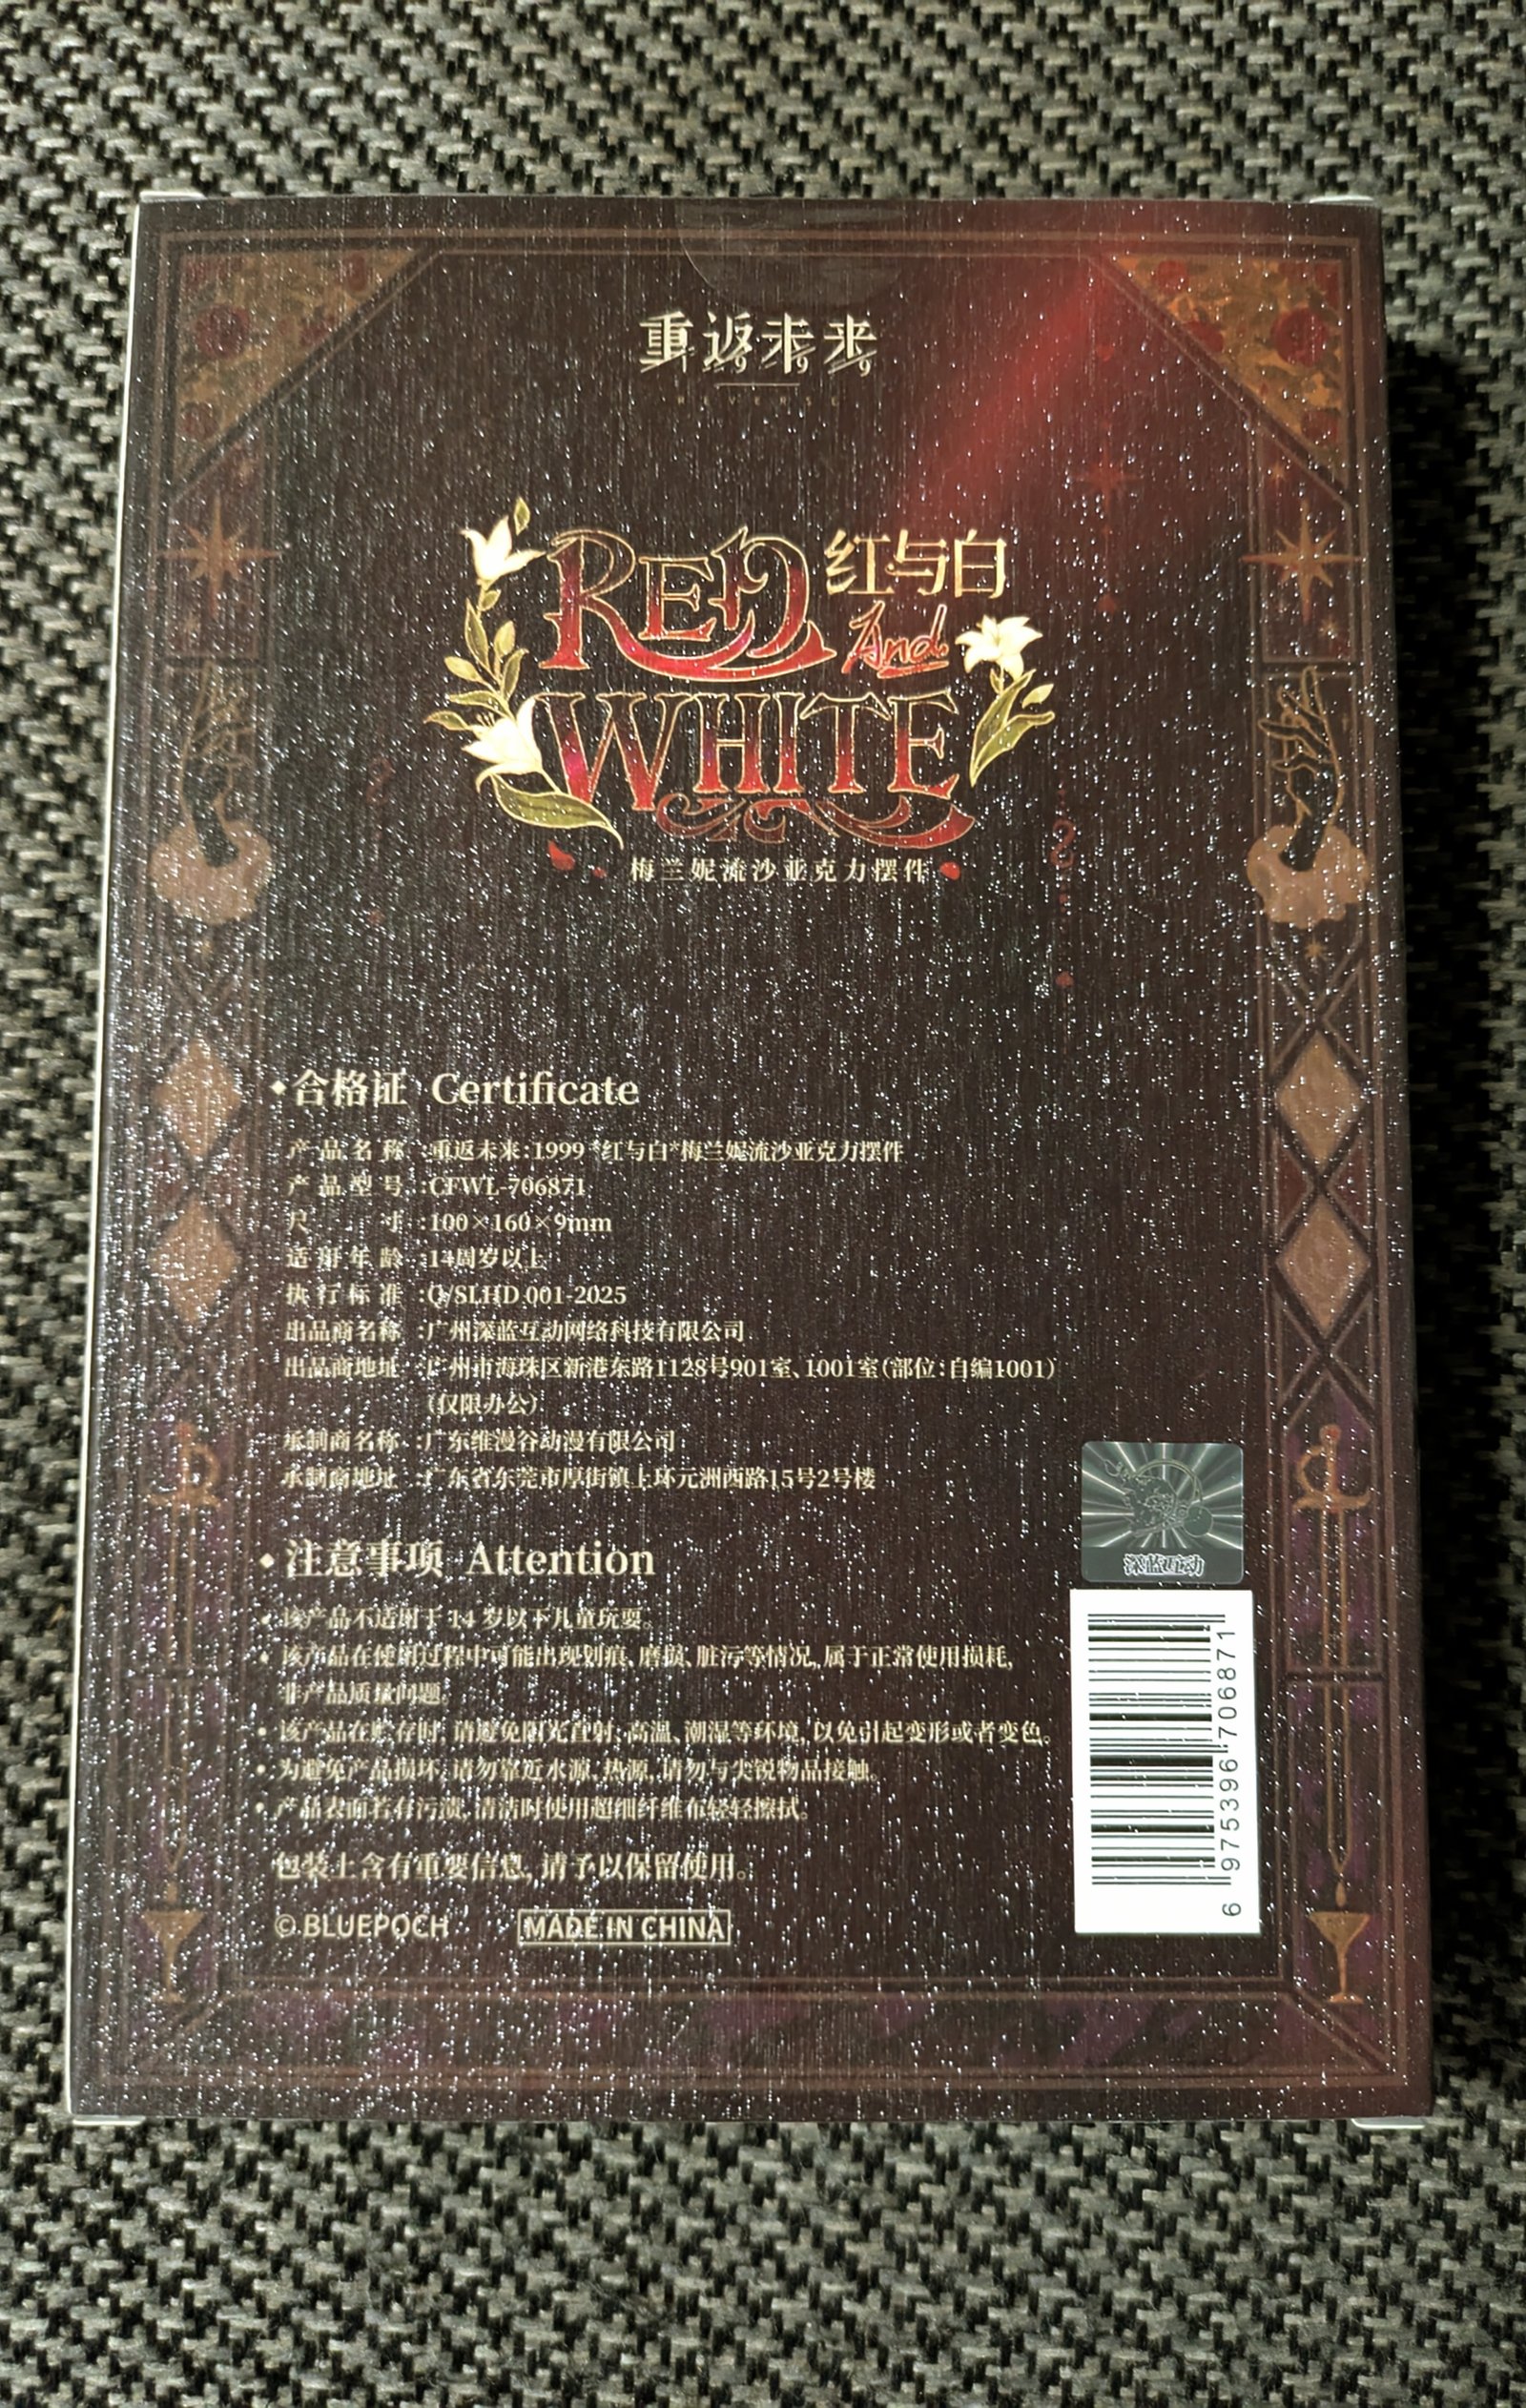 重返未来
REVERSE
RED 红与白
And
WHITE
梅兰妮流沙亚克力摆件
合格证 Certificate
产品名称 :重返未来:1999 "红与白"梅兰妮流沙亚克力摆件
产品型号 :CFWL-706871
尺寸 :100×160×9mm
适用年龄 :14周岁以上
执行标准 :Q/SLHD 001-2025
出品商名称 :广州深蓝互动网络科技有限公司
出品商地址 :广州市海珠区新港东路1128号901室、1001室(部位:自编1001)
(仅限办公)
承制商名称 :广东维漫谷动漫有限公司
承制商地址 :广东省东莞市厚街镇上环元洲西路15号2号楼
注意事项 Attention
• 该产品不适用于 14 岁以下儿童玩耍。
• 该产品在使用过程中可能出现划痕、磨损、脏污等情况,属于正常使用损耗,
非产品质量问题。
• 该产品在贮存时,请避免阳光直射,高温、潮湿等环境,以免引起变形或者变色。
• 为避免产品损坏,请勿靠近水源,热源,请勿与尖锐物品接触。
• 产品表面若有污渍,清洁时使用超细纤维布轻轻擦拭。
包装上含有重要信息,请予以保留使用。
© BLUEPOCH MADE IN CHINA
深蓝互动
6 975396 706871